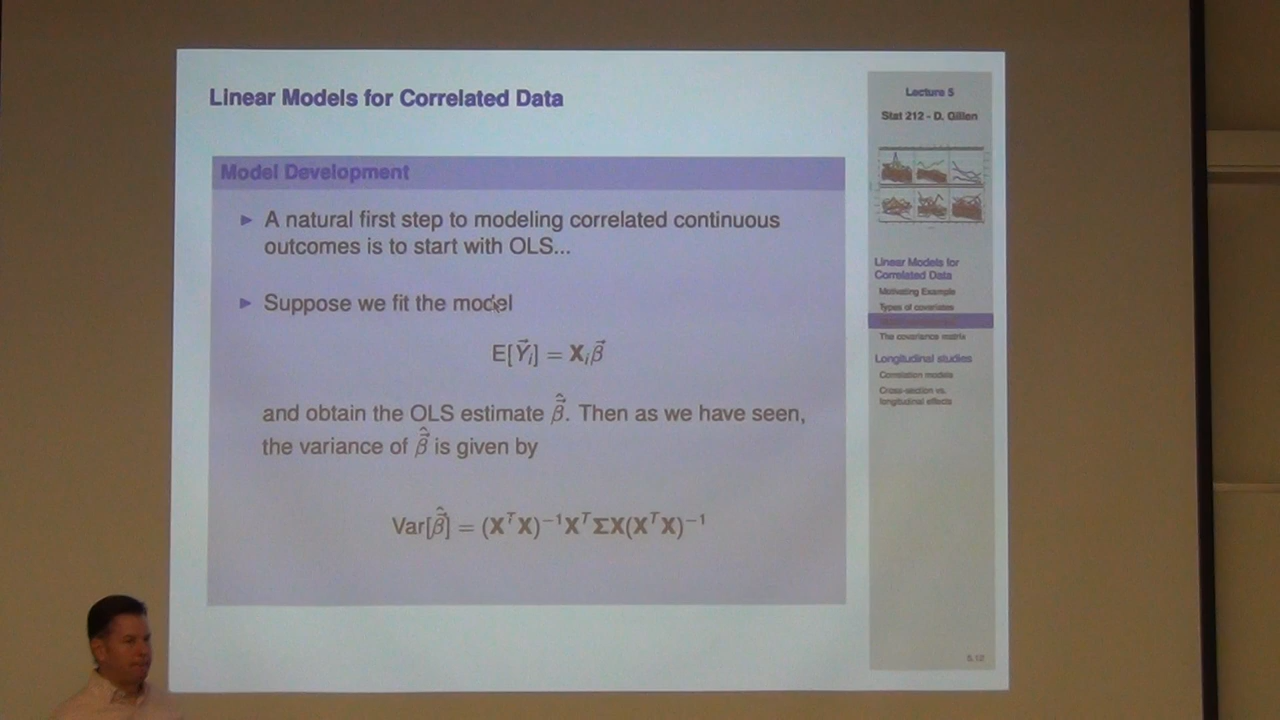 Linear Models for Correlated Data
Model Development
► A natural first step to modeling correlated continuous
outcomes is to start with OLS...
► Suppose we fit the model
E[Y⃗ᵢ] = Xᵢβ⃗
and obtain the OLS estimate β⃗̂. Then as we have seen,
the variance of β⃗̂ is given by
Var[β⃗̂] = (XᵀX)⁻¹XᵀΣX(XᵀX)⁻¹
Lecture 5
Stat 212 - D. Gillen
Linear Models for
Correlated Data
Motivating Example
Types of covariates
The covariance matrix
Longitudinal studies
Correlation models
Cross-section vs.
longitudinal effects
5.12